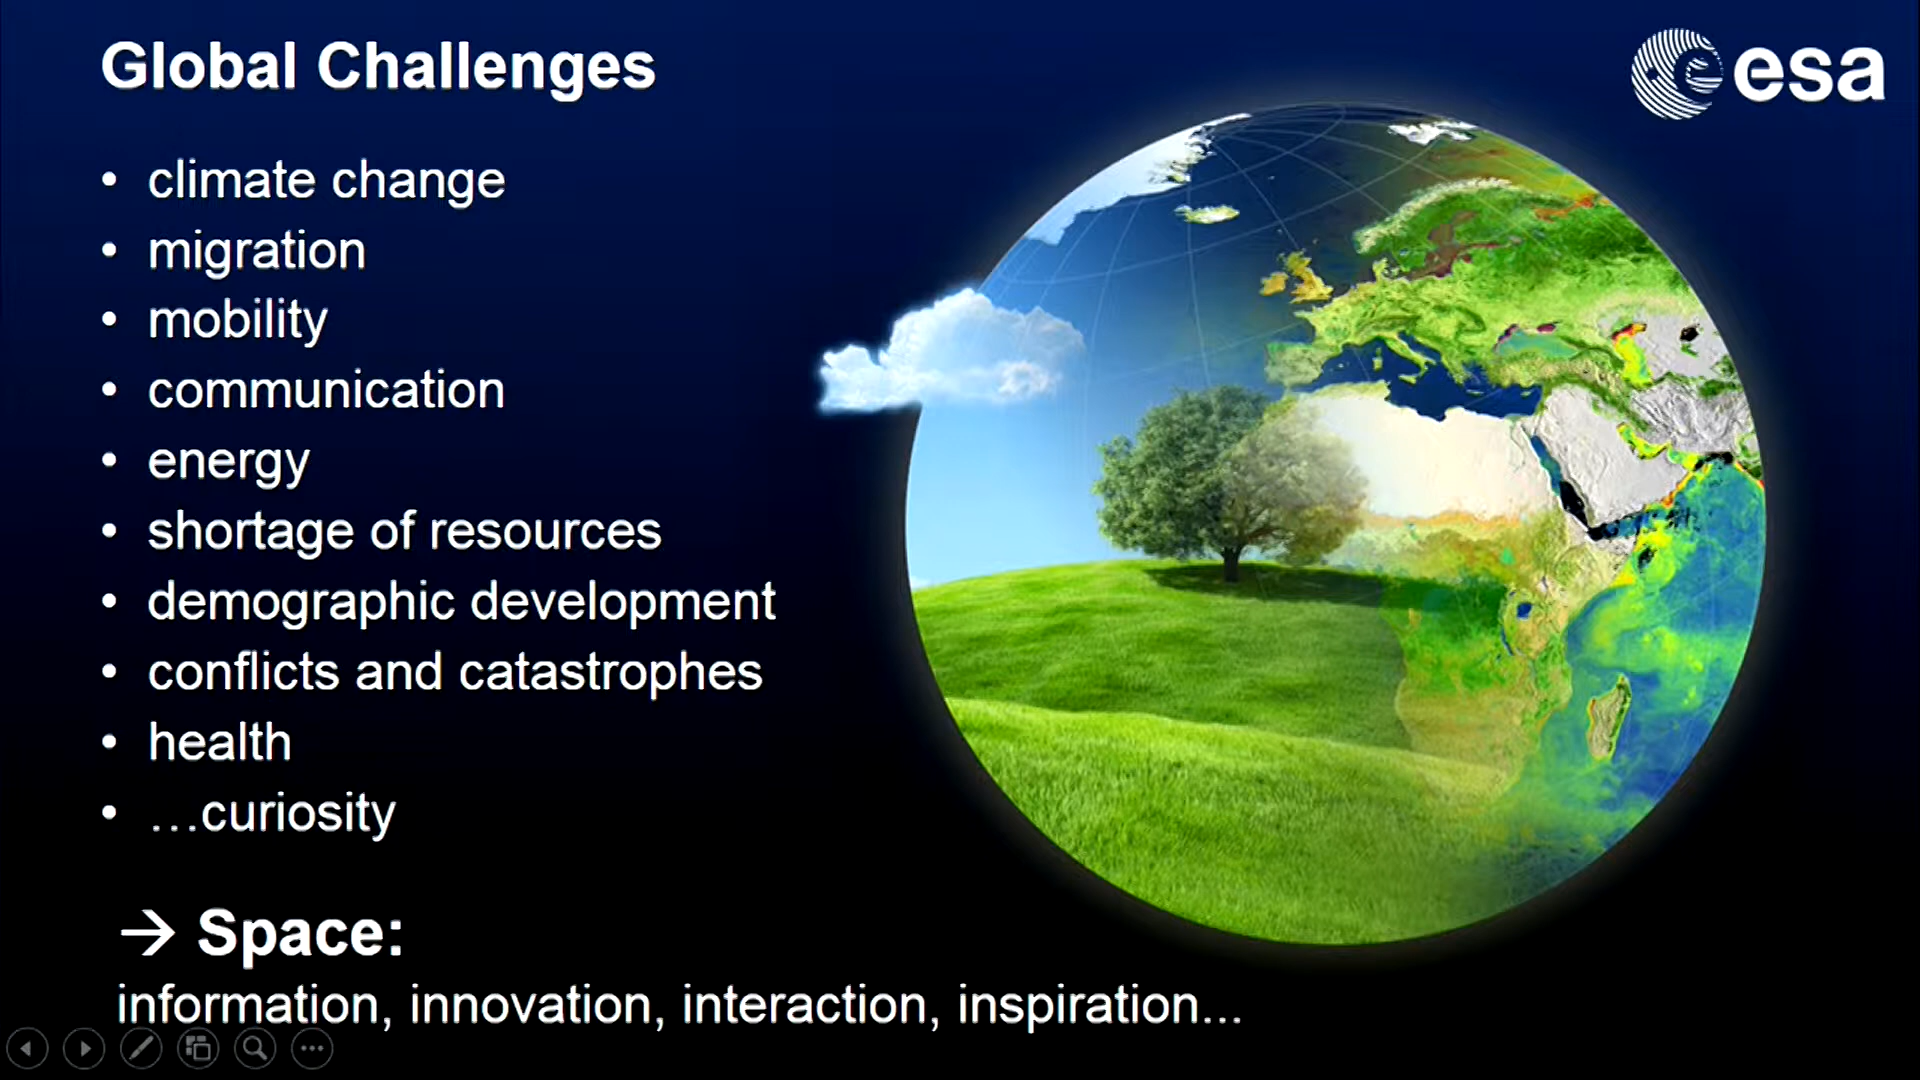 Global Challenges
esa
• climate change
• migration
• mobility
• communication
• energy
• shortage of resources
• demographic development
• conflicts and catastrophes
• health
• …curiosity
→ Space:
information, innovation, interaction, inspiration...